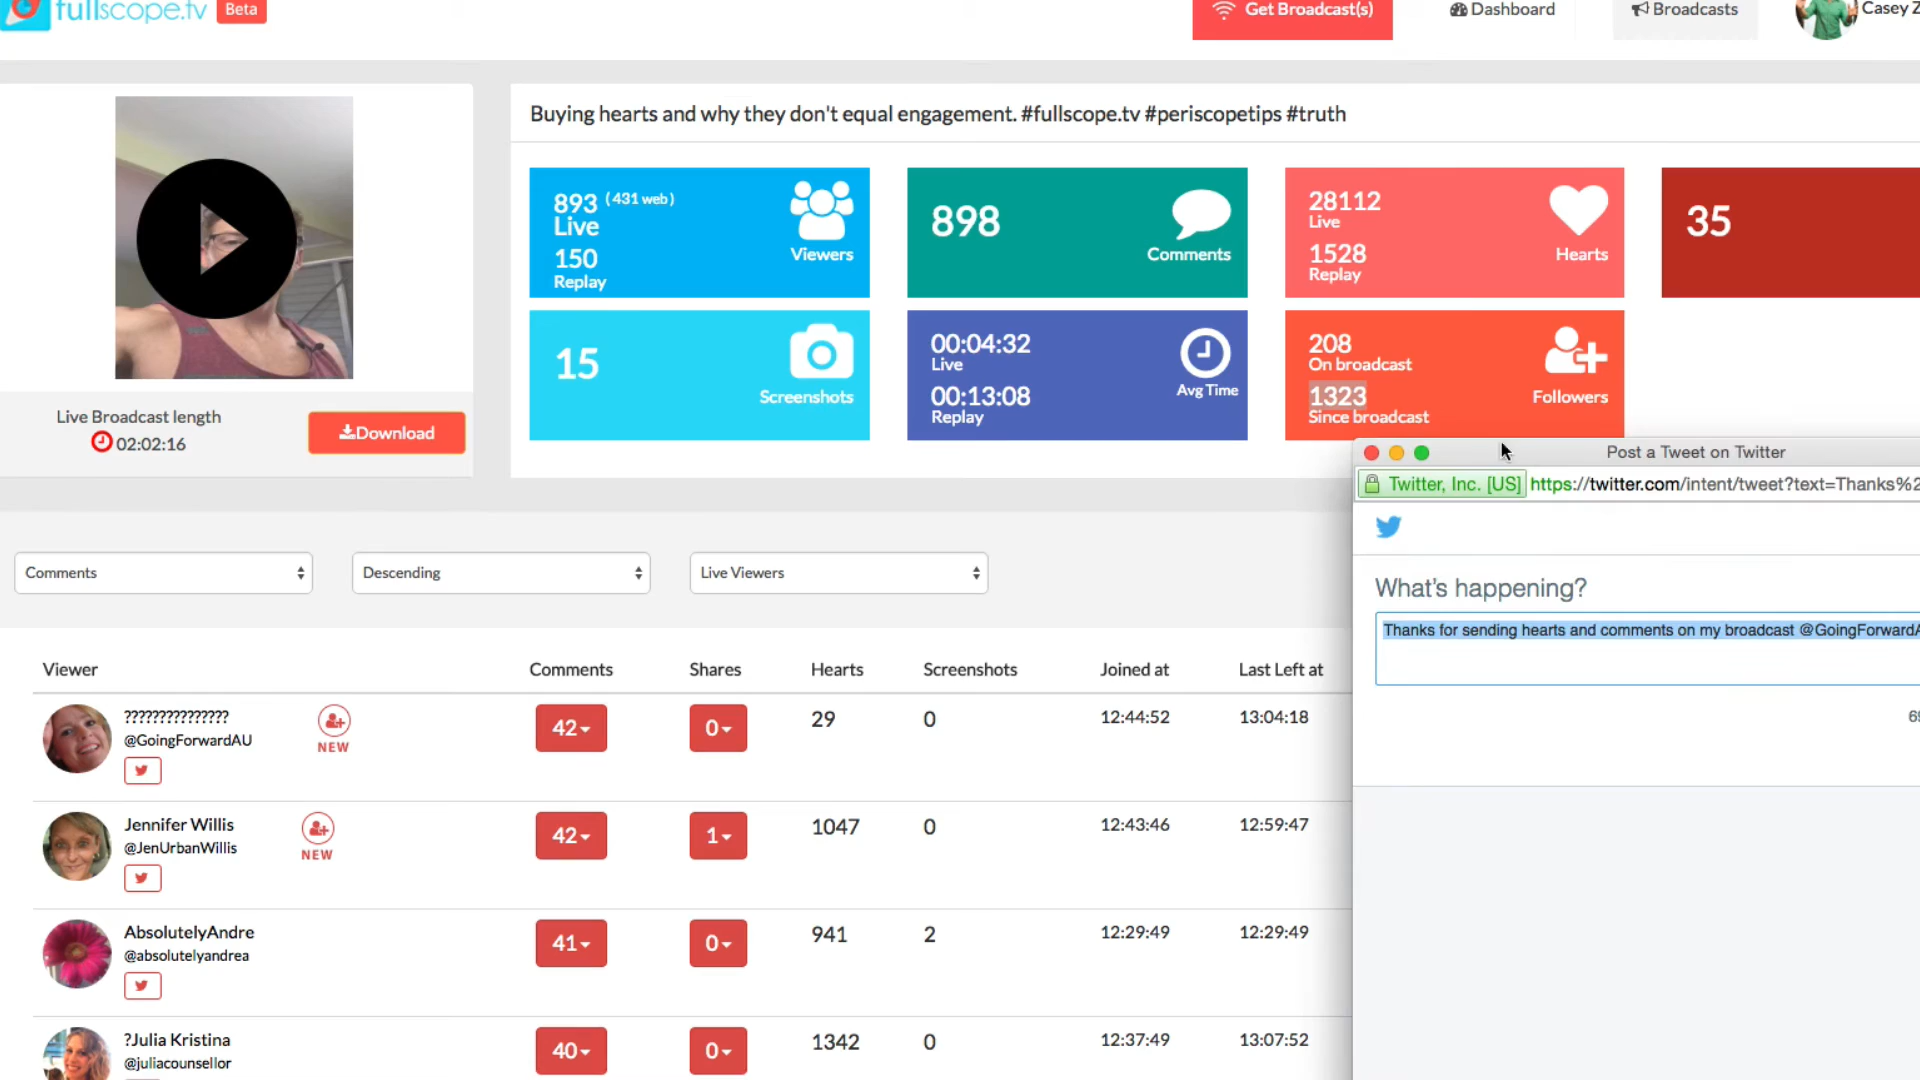 fullscope.tv Beta
Get Broadcast(s)
Dashboard
Broadcasts
Casey Z
Buying hearts and why they don't equal engagement. #fullscope.tv #periscopetips #truth
893 (431 web)
Live
150
Replay
Viewers
898
Comments
28112
Live
1528
Replay
Hearts
35
Live Broadcast length
02:02:16
Download
15
Screenshots
00:04:32
Live
00:13:08
Replay
Avg Time
208
On broadcast
1323
Since broadcast
Followers
Post a Tweet on Twitter
Twitter, Inc. [US] https://twitter.com/intent/tweet?text=Thanks%2
What's happening?
Thanks for sending hearts and comments on my broadcast @GoingForwardA
Comments
Descending
Live Viewers
Viewer Comments Shares Hearts Screenshots Joined at Last Left at
???????????????
@GoingForwardAU
NEW
42 0 29 0 12:44:52 13:04:18
Jennifer Willis
@JenUrbanWillis
NEW
42 1 1047 0 12:43:46 12:59:47
AbsolutelyAndre
@absolutelyandrea
41 0 941 2 12:29:49 12:29:49
?Julia Kristina
@juliacounsellor
40 0 1342 0 12:37:49 13:07:52